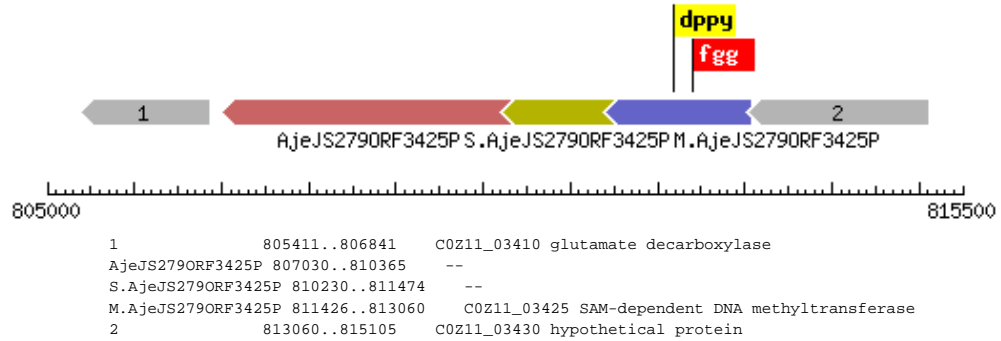 dppy
fgg
1
2
AjeJS279ORF3425P S.AjeJS279ORF3425P M.AjeJS279ORF3425P
805000 815500
1 805411..806841 C0Z11_03410 glutamate decarboxylase
AjeJS279ORF3425P 807030..810365 --
S.AjeJS279ORF3425P 810230..811474 --
M.AjeJS279ORF3425P 811426..813060 C0Z11_03425 SAM-dependent DNA methyltransferase
2 813060..815105 C0Z11_03430 hypothetical protein